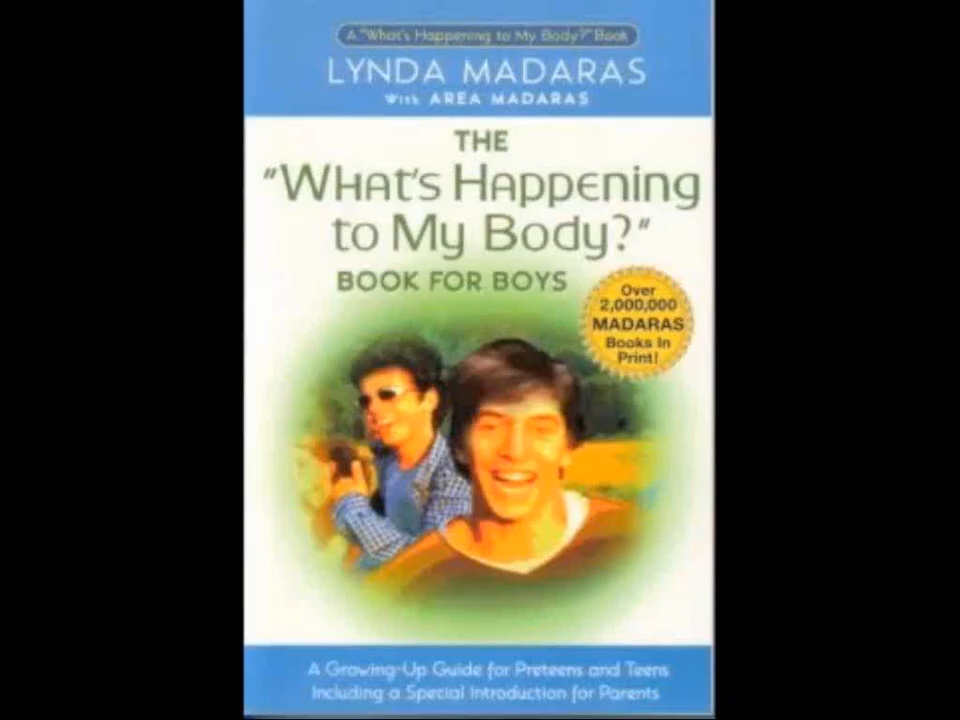 A "What's Happening to My Body?" Book
LYNDA MADARAS
With AREA MADARAS
THE
"What's Happening
to My Body?"
BOOK FOR BOYS
Over
2,000,000
MADARAS
Books In
Print!
A Growing-Up Guide for Preteens and Teens
Including a Special Introduction for Parents